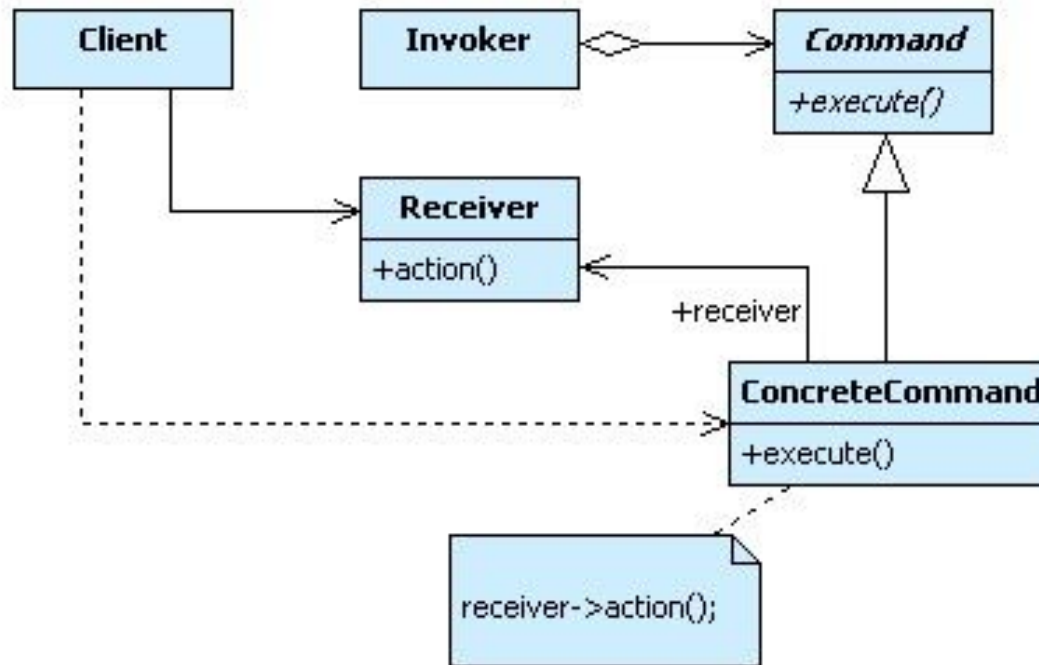 Client
Invoker
Command
+execute()
Receiver
+action()
+receiver
ConcreteCommand
+execute()
receiver->action();